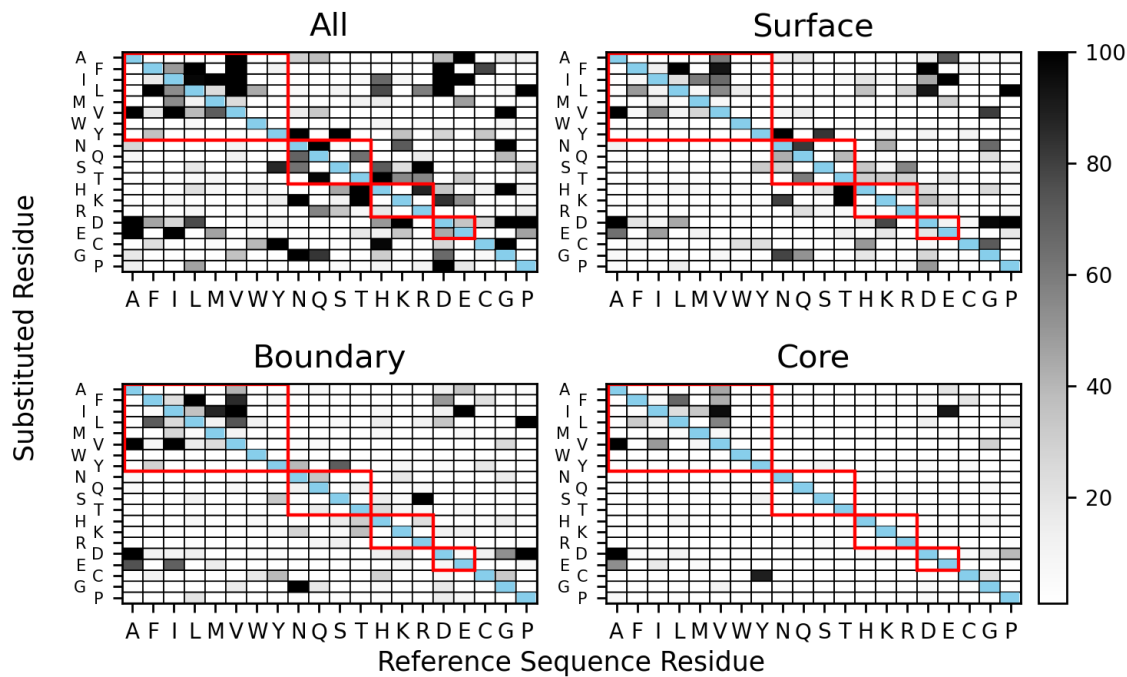 All
Surface
A
F
I
L
M
V
W
Y
N
Q
S
T
H
K
R
D
E
C
G
P
A F I L M V W Y N Q S T H K R D E C G P
A
F
I
L
M
V
W
Y
N
Q
S
T
H
K
R
D
E
C
G
P
A F I L M V W Y N Q S T H K R D E C G P
100
80
60
40
20
Substituted Residue
Boundary
Core
A
F
I
L
M
V
W
Y
N
Q
S
T
H
K
R
D
E
C
G
P
A F I L M V W Y N Q S T H K R D E C G P
A
F
I
L
M
V
W
Y
N
Q
S
T
H
K
R
D
E
C
G
P
A F I L M V W Y N Q S T H K R D E C G P
Reference Sequence Residue